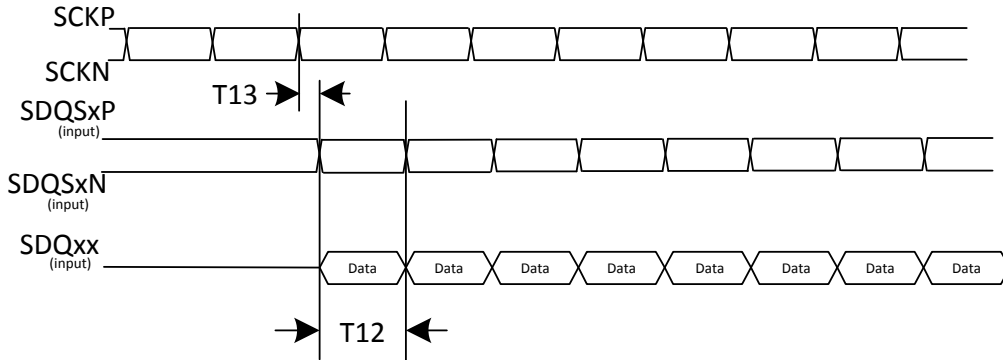 SCKP
SCKN
T13
SDQSxP
(input)
SDQSxN
(input)
SDQxx
(input)
Data Data Data Data Data Data Data Data
T12